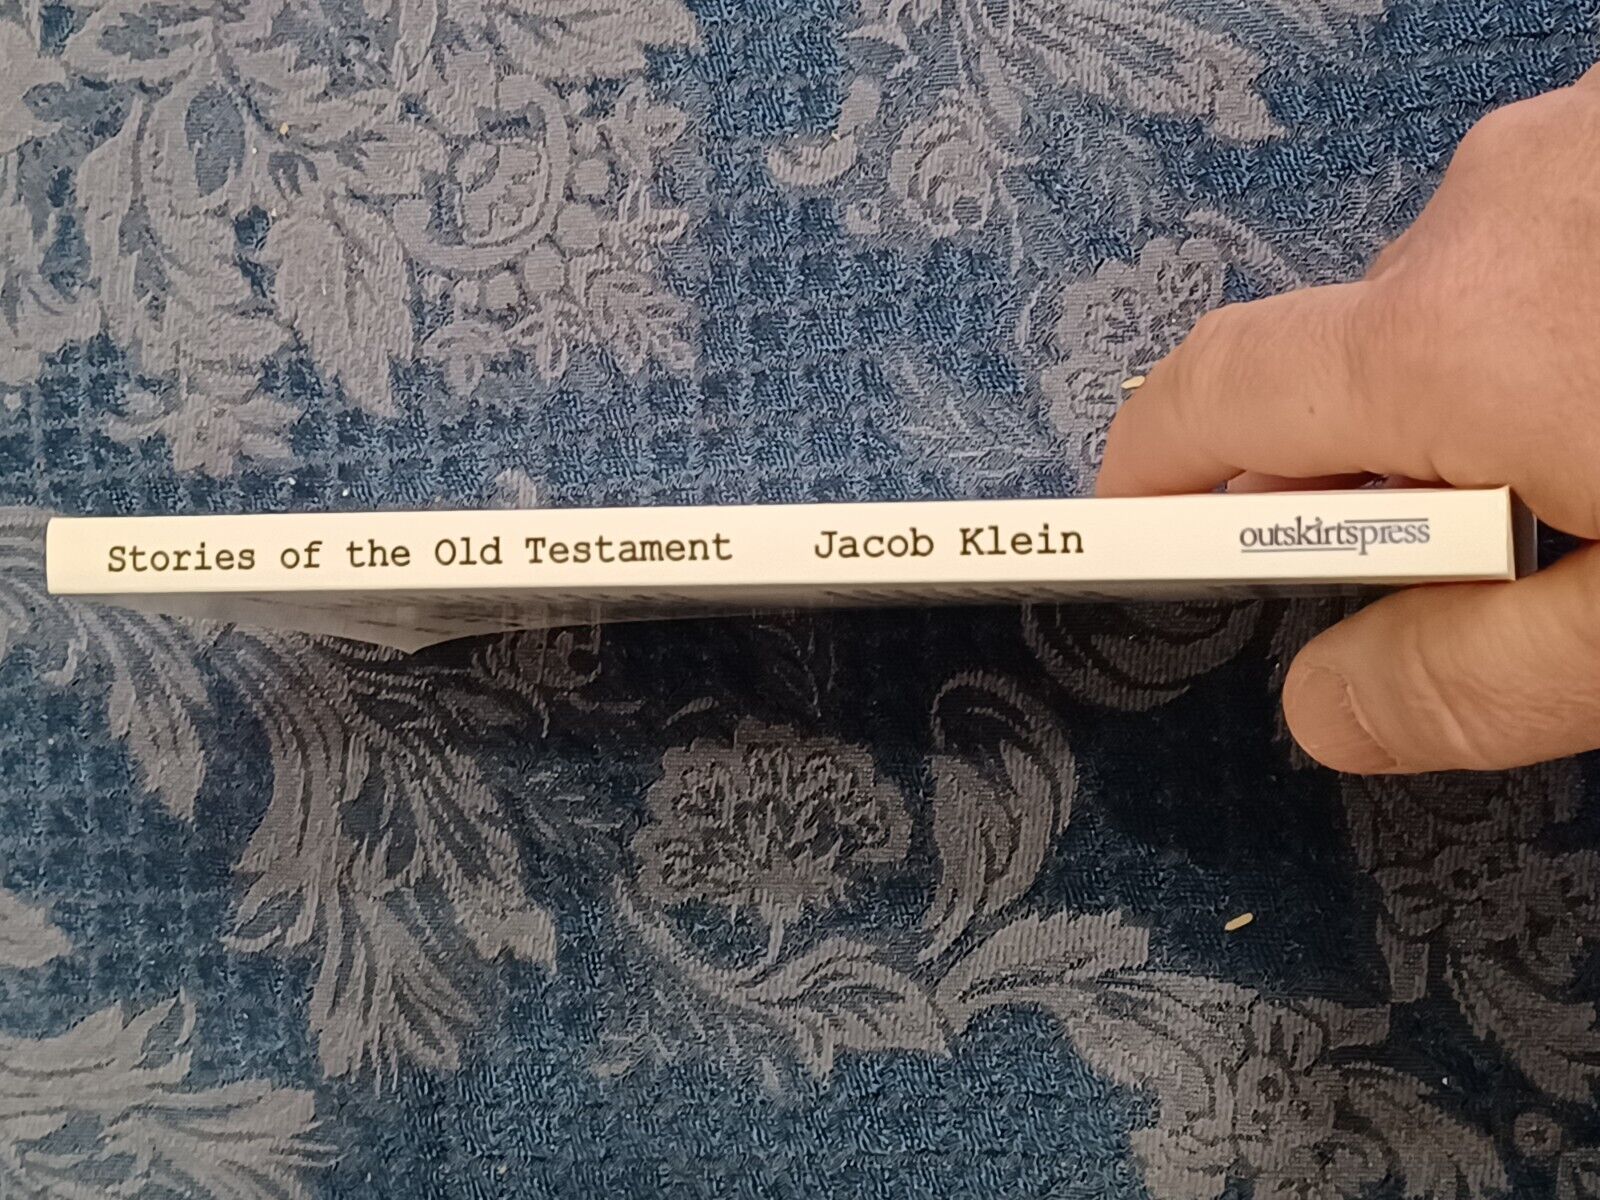 Stories of the Old Testament Jacob Klein outskirtspress